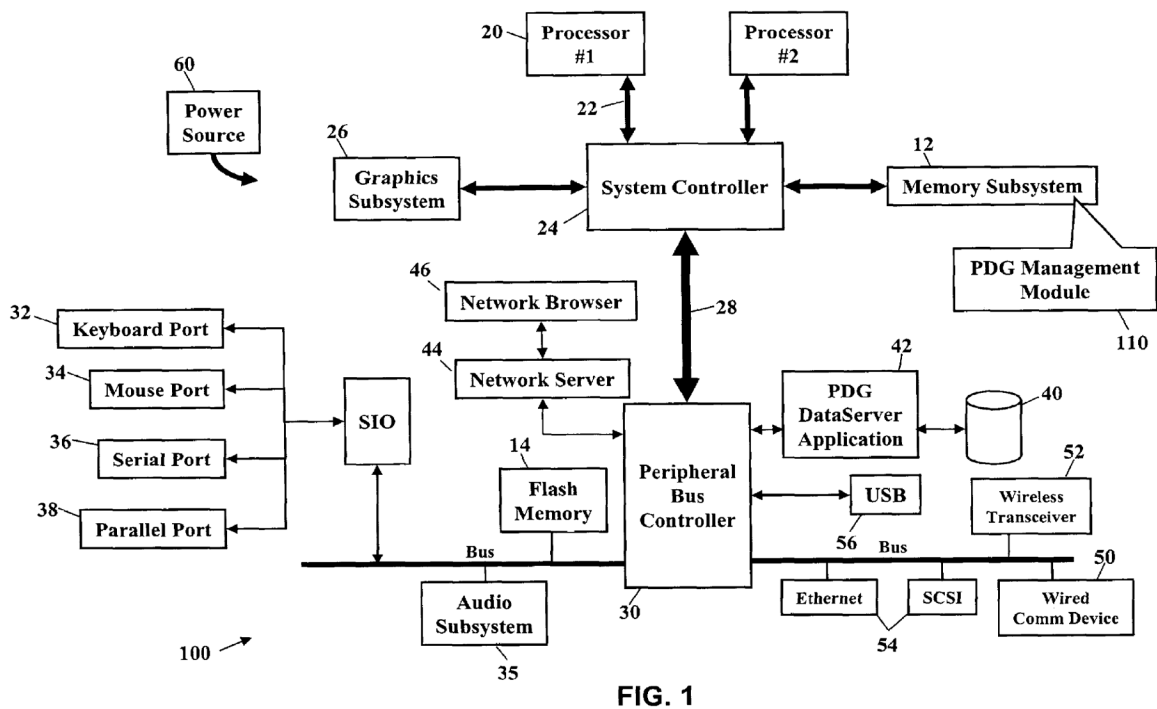 20
Processor
#1
Processor
#2
60
Power
Source
22
26
Graphics
Subsystem
System Controller
24
12
Memory Subsystem
PDG Management
Module
110
28
46
Network Browser
44
Network Server
32
Keyboard Port
34
Mouse Port
36
Serial Port
38
Parallel Port
SIO
42
PDG
DataServer
Application
40
14
Flash
Memory
Peripheral
Bus
Controller
30
USB
56
52
Wireless
Transceiver
Bus
Bus
Audio
Subsystem
35
Ethernet
SCSI
54
50
Wired
Comm Device
100
FIG. 1